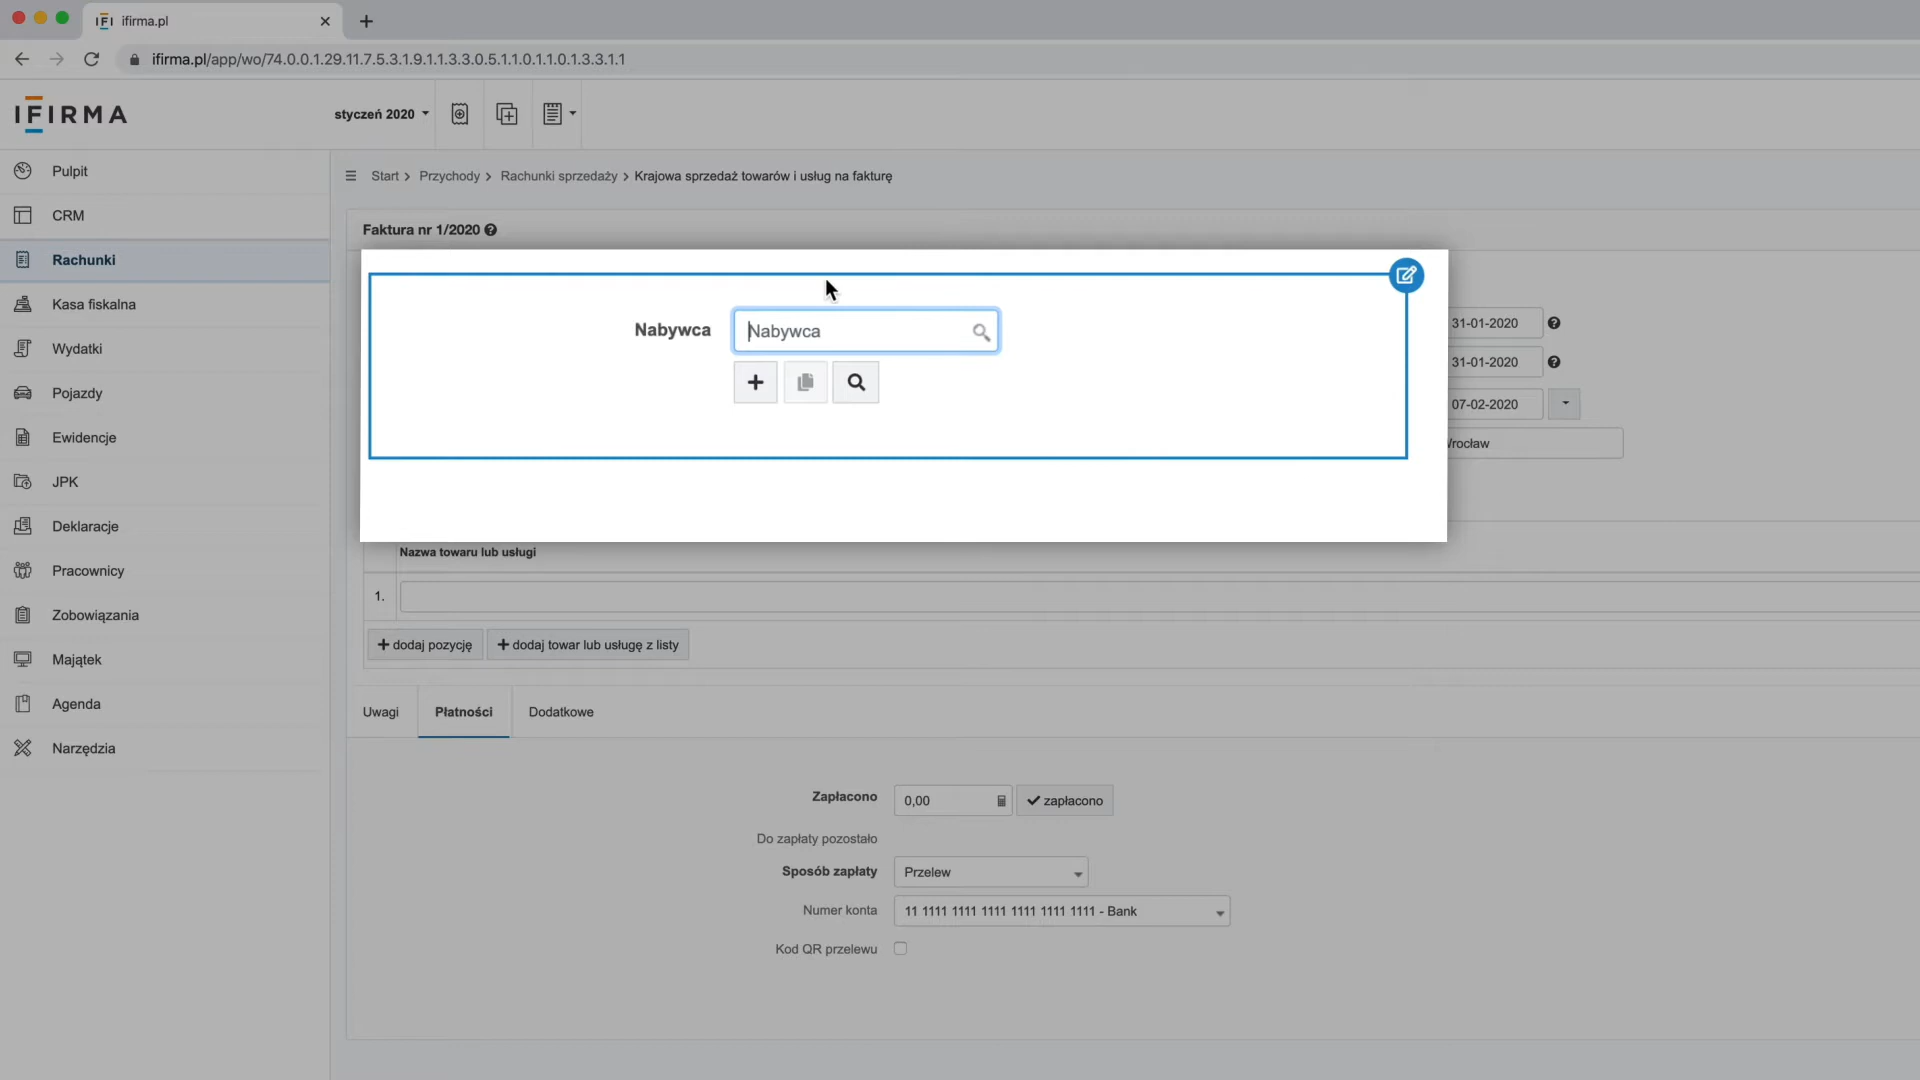 ifirma.pl
ifirma.pl/app/wo/74.0.0.1.29.11.7.5.3.1.9.1.1.3.3.0.5.1.1.0.1.1.0.1.3.3.1.1
IFIRMA
styczeń 2020
Pulpit
CRM
Rachunki
Kasa fiskalna
Wydatki
Pojazdy
Ewidencje
JPK
Deklaracje
Pracownicy
Zobowiązania
Majątek
Agenda
Narzędzia
Start > Przychody > Rachunki sprzedaży > Krajowa sprzedaż towarów i usług na fakturę
Faktura nr 1/2020
Nabywca Nabywca
31-01-2020
31-01-2020
07-02-2020
Nazwa towaru lub usługi
1.
+ dodaj pozycję + dodaj towar lub usługę z listy
Uwagi Płatności Dodatkowe
Zapłacono 0,00 zapłacono
Do zapłaty pozostało
Sposób zapłaty Przelew
Numer konta 11 1111 1111 1111 1111 1111 1111 - Bank
Kod QR przelewu